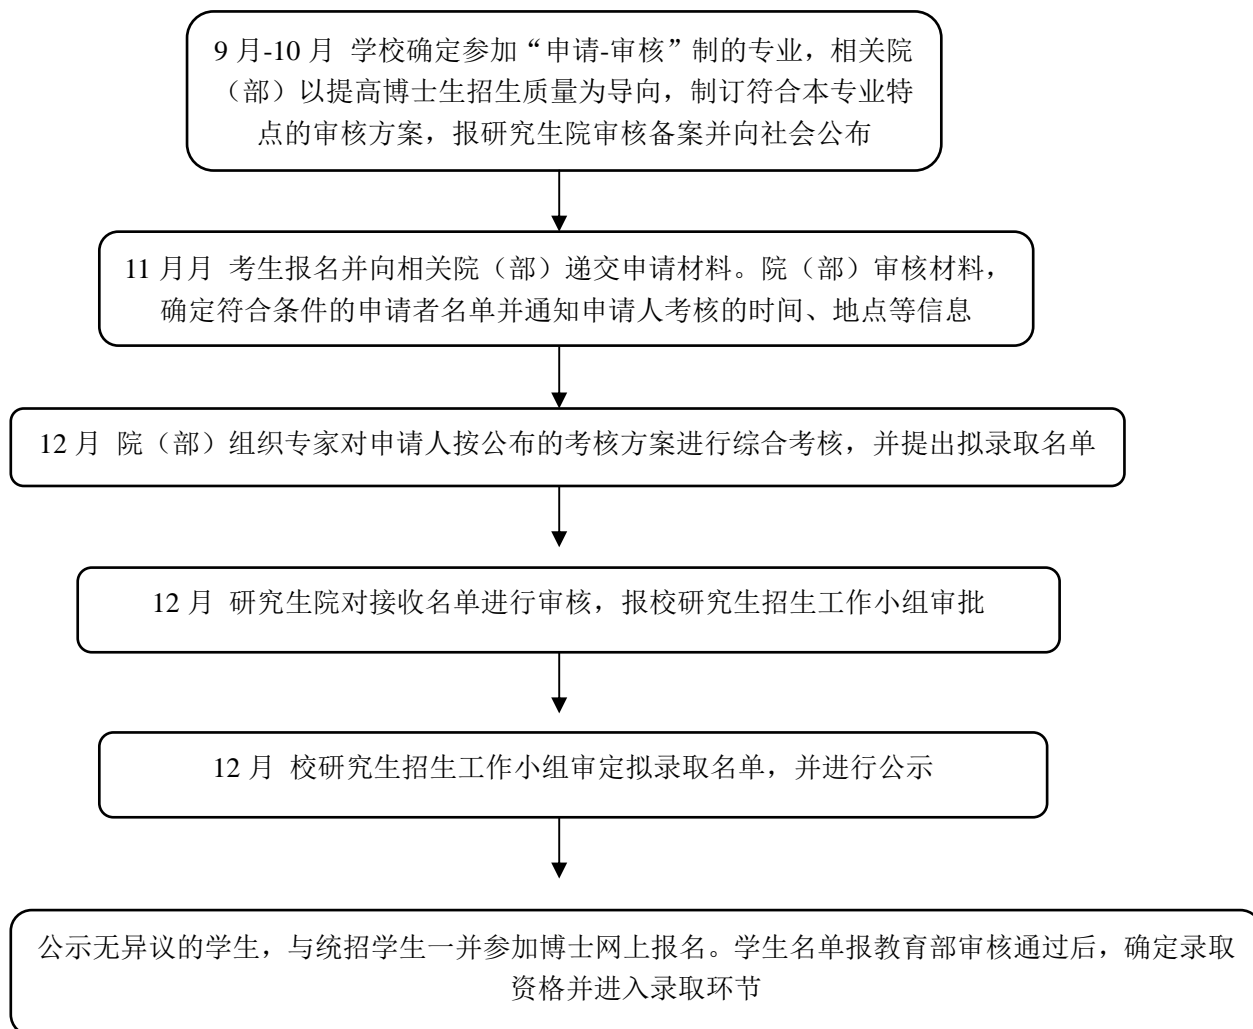 9 月-10 月 学校确定参加“申请-审核”制的专业，相关院
（部）以提高博士生招生质量为导向，制订符合本专业特
点的审核方案，报研究生院审核备案并向社会公布
11 月月 考生报名并向相关院（部）递交申请材料。院（部）审核材料，
确定符合条件的申请者名单并通知申请人考核的时间、地点等信息
12 月 院（部）组织专家对申请人按公布的考核方案进行综合考核，并提出拟录取名单
12 月 研究生院对接收名单进行审核，报校研究生招生工作小组审批
12 月 校研究生招生工作小组审定拟录取名单，并进行公示
公示无异议的学生，与统招学生一并参加博士网上报名。学生名单报教育部审核通过后，确定录取
资格并进入录取环节